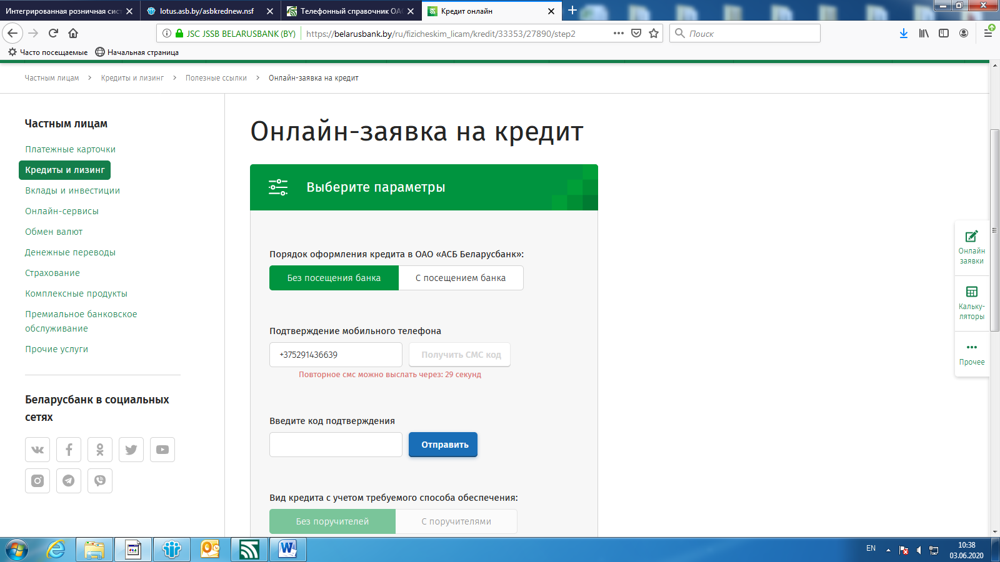 Интегрированная розничная сис
lotus.asb.by/asbkrednew.nsf
Телефонный справочник ОА
Кредит онлайн
JSC JSSB BELARUSBANK (BY)
https://belarusbank.by/ru/fizicheskim_licam/kredit/33353/27890/step2
Поиск
Часто посещаемые
Начальная страница
Частным лицам > Кредиты и лизинг > Полезные ссылки > Онлайн-заявка на кредит
Частным лицам
Платежные карточки
Кредиты и лизинг
Вклады и инвестиции
Онлайн-сервисы
Обмен валют
Денежные переводы
Страхование
Комплексные продукты
Премиальное банковское
обслуживание
Прочие услуги
Беларусбанк в социальных
сетях
Онлайн-заявка на кредит
Выберите параметры
Порядок оформления кредита в ОАО «АСБ Беларусбанк»:
Без посещения банка
С посещением банка
Подтверждение мобильного телефона
+375291436639
Получить СМС код
Повторное смс можно выслать через: 29 секунд
Введите код подтверждения
Отправить
Вид кредита с учетом требуемого способа обеспечения:
Без поручителей
С поручителями
Онлайн
заявки
Кальку-
ляторы
Прочее
EN
10:38
03.06.2020